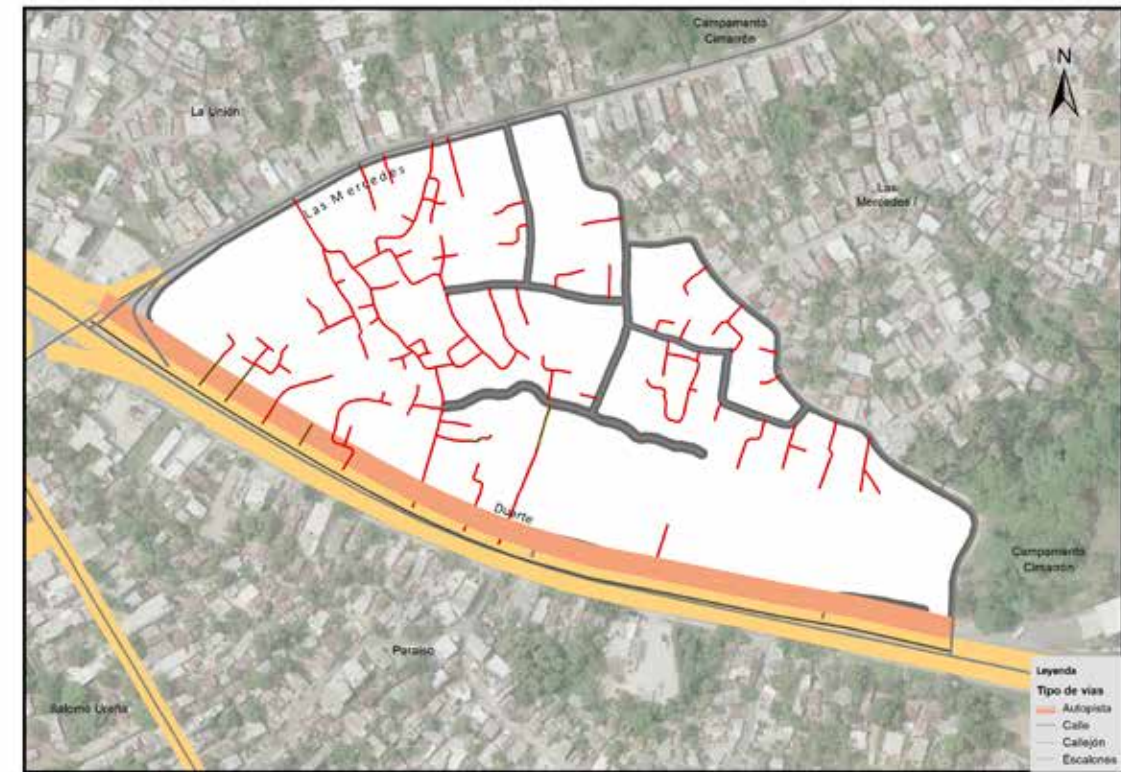 Campamento
Cimarrón
N
La Unión
Las Mercedes
Las
Mercedes /
Duarte
Campamento
Cimarrón
Paraiso
Salomé Ureña
Leyenda
Tipo de vías
Autopista
Calle
Callejón
Escalones